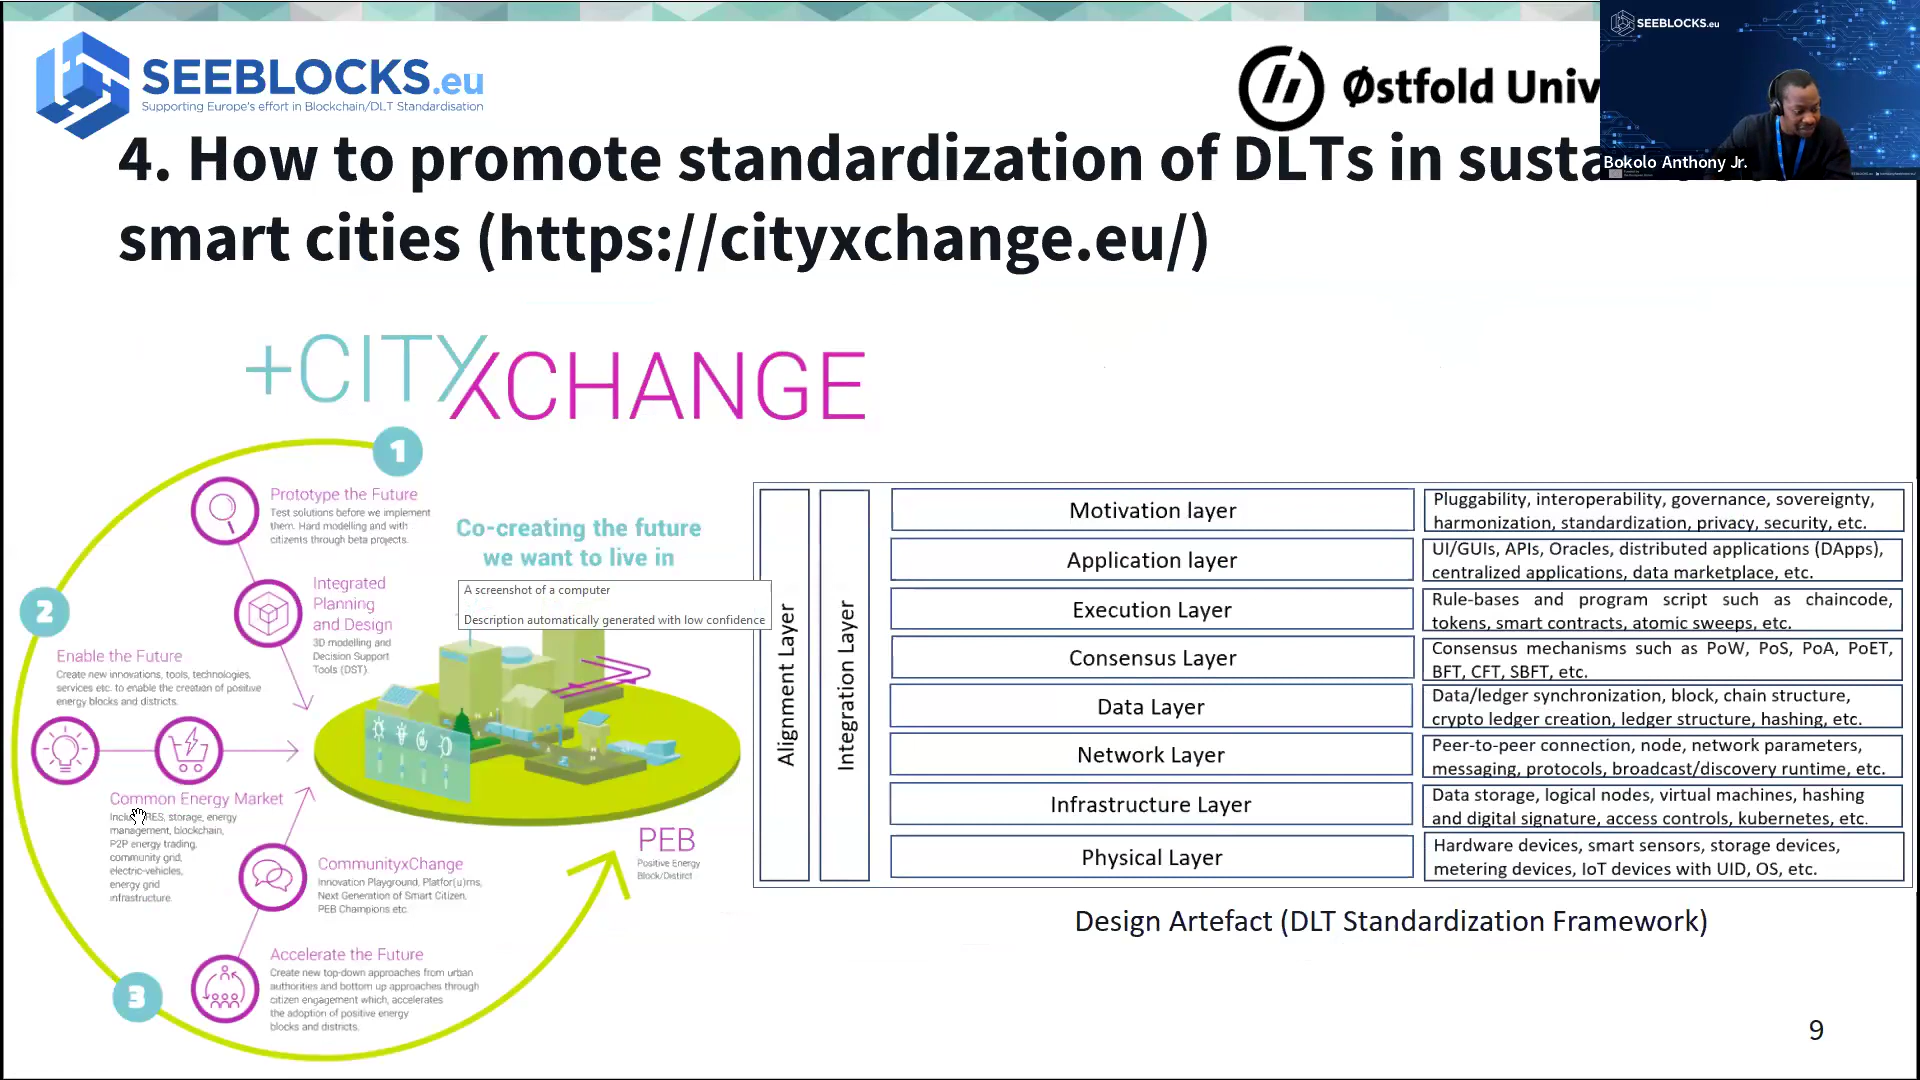 SEEBLOCKS.eu
Supporting Europe's effort in Blockchain/DLT Standardisation
Østfold Univ
SEEBLOCKS.eu
Bokolo Anthony Jr.
4. How to promote standardization of DLTs in susta
smart cities (https://cityxchange.eu/)
+CITYXCHANGE
1
Prototype the Future
Test solutions before we implement
them. Hard modelling and with
citizens through beta projects.
Integrated
Planning
and Design
3D modelling and
Decision Support
Tools (DST).
Co-creating the future
we want to live in
A screenshot of a computer
Description automatically generated with low confidence
2
Enable the Future
Create new innovations, tools, technologies,
services etc. to enable the creation of positive
energy blocks and districts.
Common Energy Market
RES, storage, energy
management, blockchain,
P2P energy trading,
community grid,
electric-vehicles,
energy grid
infrastructure.
CommunityxChange
Innovation Playground, Platfor(u)ms,
Next Generation of Smart Citizen,
PEB Champions etc.
PEB
Positive Energy
Block/District
3
Accelerate the Future
Create new top-down approaches from urban
authorities and bottom up approaches through
citizen engagement which, accelerates
the adoption of positive energy
blocks and districts.
Alignment Layer
Integration Layer
Motivation layer
Pluggability, interoperability, governance, sovereignty,
harmonization, standardization, privacy, security, etc.
Application layer
UI/GUIs, APIs, Oracles, distributed applications (DApps),
centralized applications, data marketplace, etc.
Execution Layer
Rule-bases and program script such as chaincode,
tokens, smart contracts, atomic sweeps, etc.
Consensus Layer
Consensus mechanisms such as PoW, PoS, PoA, PoET,
BFT, CFT, SBFT, etc.
Data Layer
Data/ledger synchronization, block, chain structure,
crypto ledger creation, ledger structure, hashing, etc.
Network Layer
Peer-to-peer connection, node, network parameters,
messaging, protocols, broadcast/discovery runtime, etc.
Infrastructure Layer
Data storage, logical nodes, virtual machines, hashing
and digital signature, access controls, kubernetes, etc.
Physical Layer
Hardware devices, smart sensors, storage devices,
metering devices, IoT devices with UID, OS, etc.
Design Artefact (DLT Standardization Framework)
9